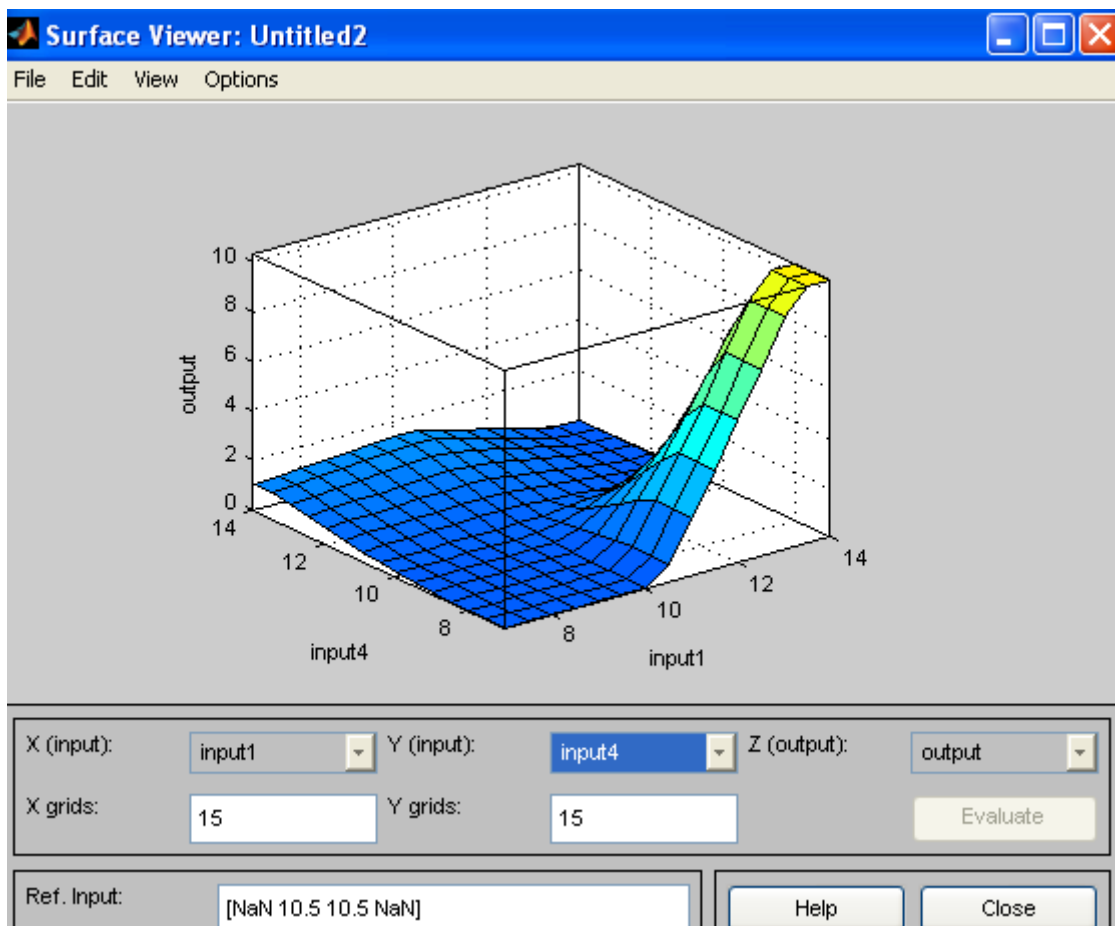 Surface Viewer: Untitled2
File Edit View Options
10
8
6
4
2
0
output
14
12
10
8
input4
8
10
12
14
input1
X (input): input1 Y (input): input4 Z (output): output
X grids: 15 Y grids: 15 Evaluate
Ref. Input: [NaN 10.5 10.5 NaN] Help Close